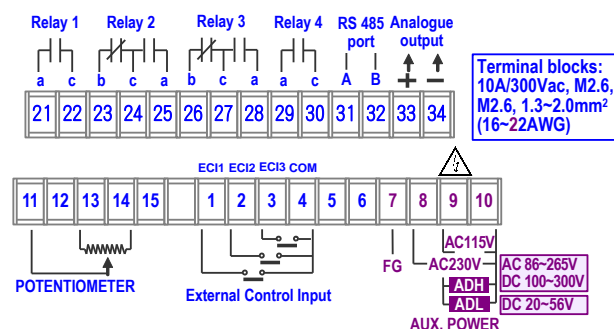 Relay 1 Relay 2 Relay 3 Relay 4 RS 485 port Analogue output
a c b c a b c a a c A B + −
21 22 23 24 25 26 27 28 29 30 31 32 33 34
Terminal blocks:
10A/300Vac, M2.6,
M2.6, 1.3~2.0mm²
(16~22AWG)
ECI1 ECI2 ECI3 COM
11 12 13 14 15 1 2 3 4 5 6 7 8 9 10
POTENTIOMETER
External Control Input
FG
AC115V
AC230V
AC 86~265V
DC 100~300V
ADH
ADL
DC 20~56V
AUX. POWER